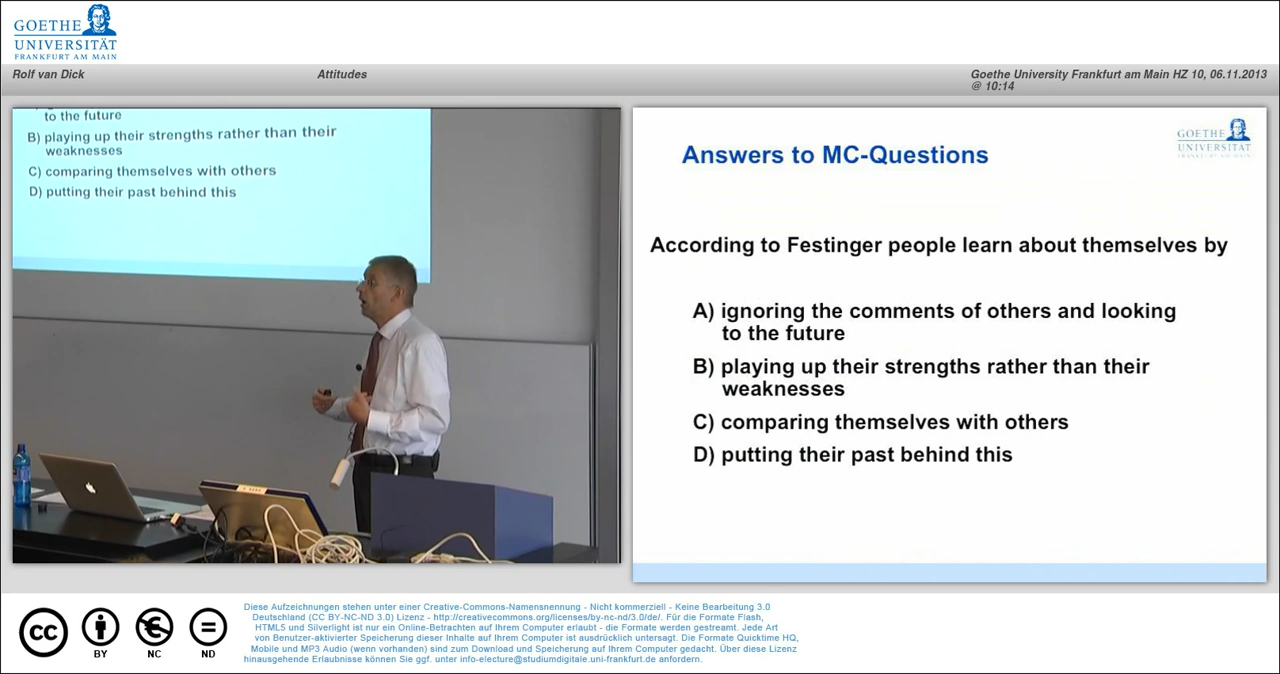 GOETHE
UNIVERSITÄT
FRANKFURT AM MAIN
Rolf van Dick
Attitudes
Goethe University Frankfurt am Main HZ 10, 06.11.2013
@ 10:14
to the future
B) playing up their strengths rather than their
weaknesses
C) comparing themselves with others
D) putting their past behind this
GOETHE
UNIVERSITÄT
FRANKFURT AM MAIN
Answers to MC-Questions
According to Festinger people learn about themselves by
A) ignoring the comments of others and looking
to the future
B) playing up their strengths rather than their
weaknesses
C) comparing themselves with others
D) putting their past behind this
cc
BY
NC
ND
Diese Aufzeichnungen stehen unter einer Creative-Commons-Namensnennung - Nicht kommerziell - Keine Bearbeitung 3.0
Deutschland (CC BY-NC-ND 3.0) Lizenz - http://creativecommons.org/licenses/by-nc-nd/3.0/de/. Für die Formate Flash,
HTML5 und Silverlight ist nur ein Online-Betrachten auf Ihrem Computer erlaubt - die Formate werden gestreamt. Jede Art
von Benutzer-aktivierter Speicherung dieser Inhalte auf Ihrem Computer ist ausdrücklich untersagt. Die Formate Quicktime HQ,
Mobile und MP3 Audio (wenn vorhanden) sind zum Download und Speicherung auf Ihrem Computer gedacht. Über diese Lizenz
hinausgehende Erlaubnisse können Sie ggf. unter info-electure@studiumdigitale.uni-frankfurt.de anfordern.